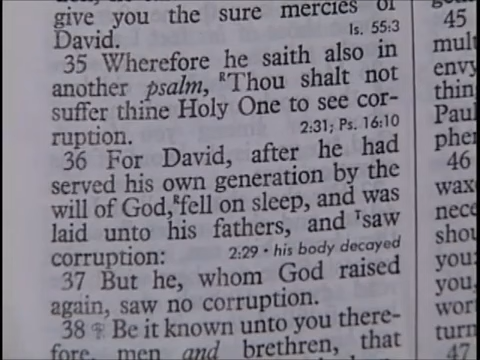 give you the sure mercies of
David. Is. 55:3
35 Wherefore he saith also in
another psalm, ᴿThou shalt not
suffer thine Holy One to see cor-
ruption. 2:31; Ps. 16:10
36 For David, after he had
served his own generation by the
will of God,ᴿfell on sleep, and was
laid unto his fathers, and ᵀsaw
corruption: 2:29 • his body decayed
37 But he, whom God raised
again, saw no corruption.
38 Be it known unto you there-
fore, men and brethren, that
45
mult
envy
thin
Paul
phe
46
wax
nece
shou
you:
you,
wor
turn
47